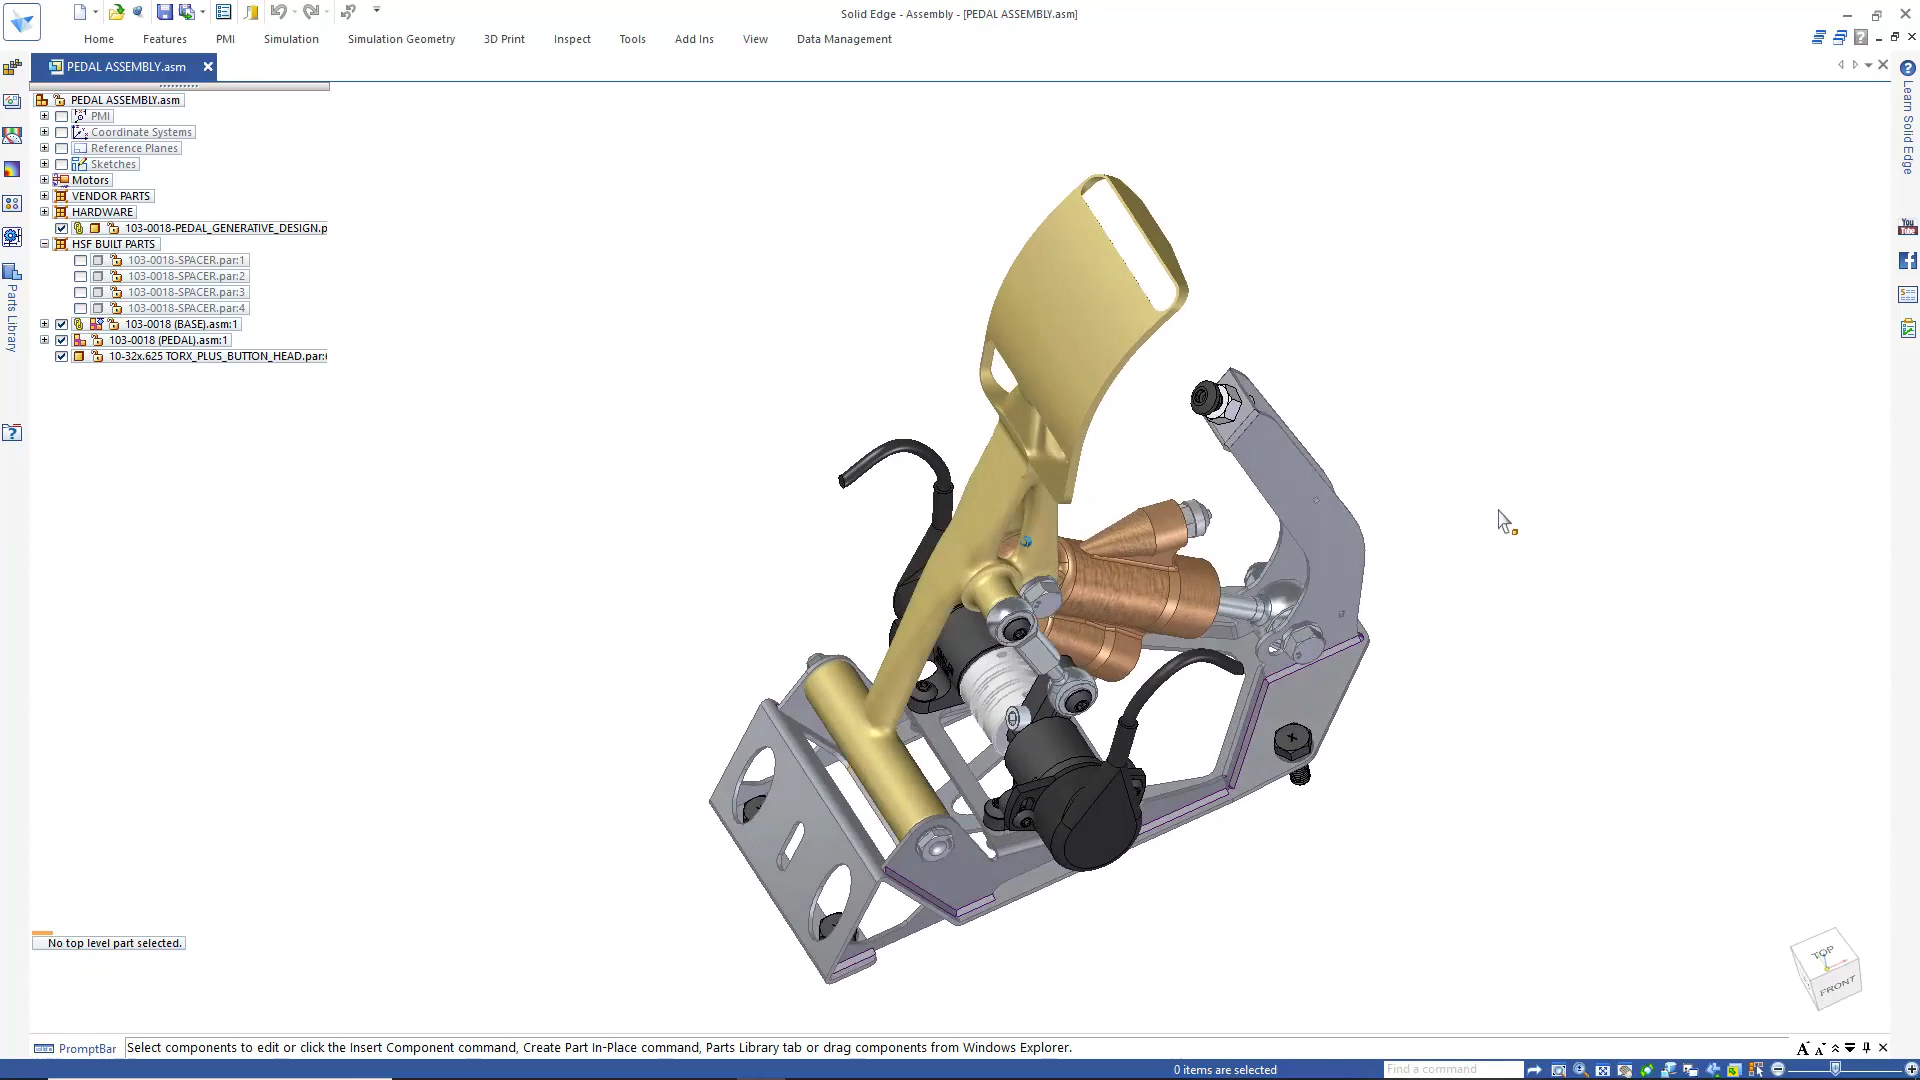 Solid Edge - Assembly - [PEDAL ASSEMBLY.asm]
Home Features PMI Simulation Simulation Geometry 3D Print Inspect Tools Add Ins View Data Management
PEDAL ASSEMBLY.asm
PEDAL ASSEMBLY.asm
PMI
Coordinate Systems
Reference Planes
Sketches
Motors
VENDOR PARTS
HARDWARE
103-0018-PEDAL_GENERATIVE_DESIGN.p
HSF BUILT PARTS
103-0018-SPACER.par:1
103-0018-SPACER.par:2
103-0018-SPACER.par:3
103-0018-SPACER.par:4
103-0018 (BASE).asm:1
103-0018 (PEDAL).asm:1
10-32x.625 TORX_PLUS_BUTTON_HEAD.par:
Parts Library
Learn Solid Edge
You
Tube
No top level part selected.
TOP
FRONT
PromptBar Select components to edit or click the Insert Component command, Create Part In-Place command, Parts Library tab or drag components from Windows Explorer.
0 items are selected
Find a command